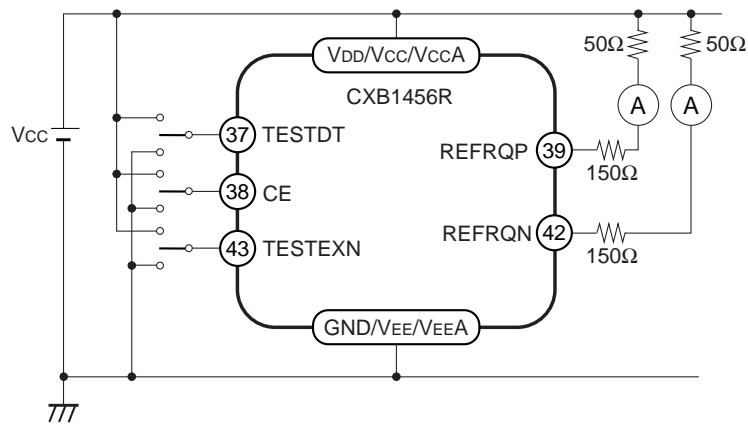 50Ω
50Ω
VDD/VCC/VCCA
CXB1456R
A
A
VCC
37 TESTDT
REFRQP 39
150Ω
38 CE
REFRQN 42
150Ω
43 TESTEXN
GND/VEE/VEEA